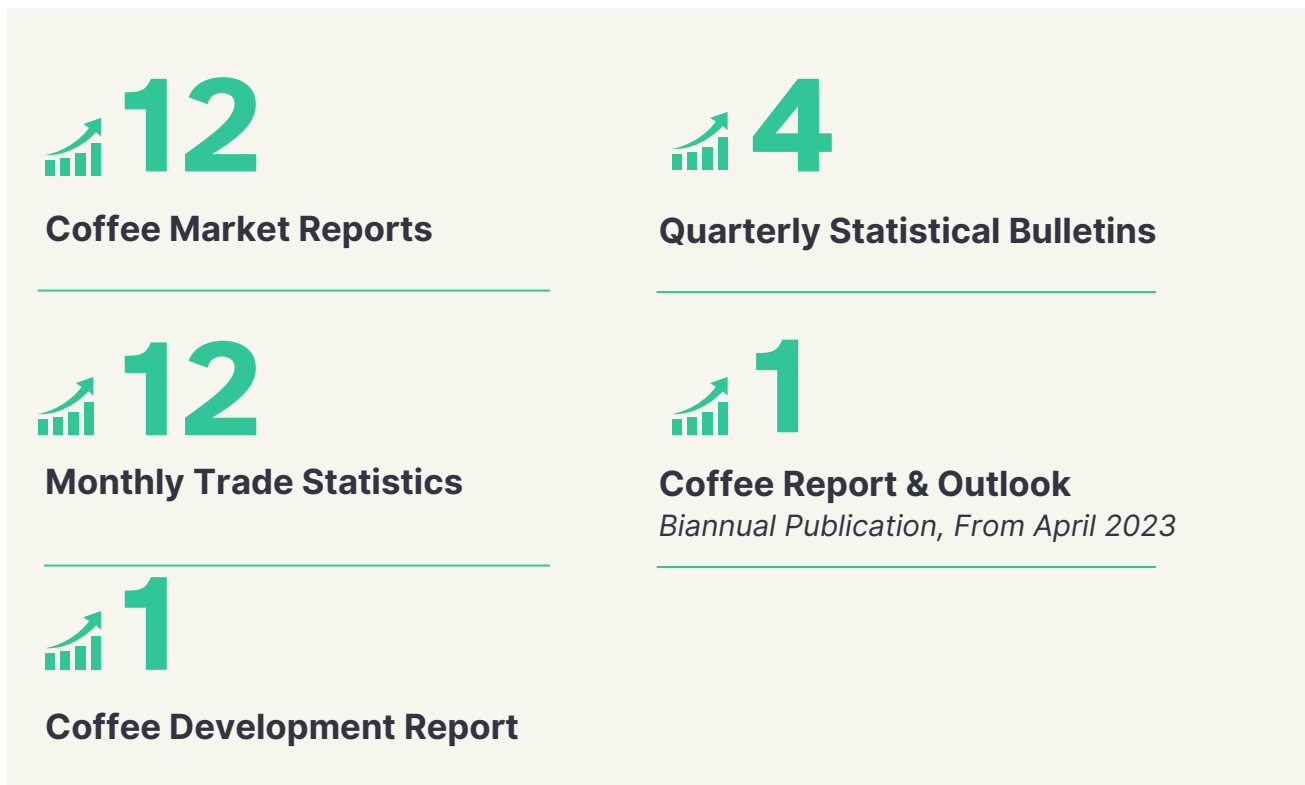 12
Coffee Market Reports
4
Quarterly Statistical Bulletins
12
Monthly Trade Statistics
1
Coffee Report & Outlook
Biannual Publication, From April 2023
1
Coffee Development Report